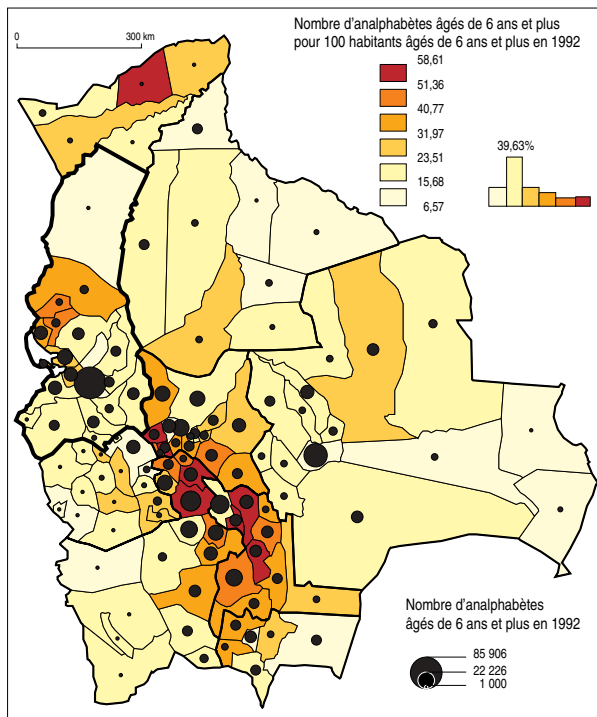 Nombre d'analphabètes âgés de 6 ans et plus
pour 100 habitants âgés de 6 ans et plus en 1992
0 300 km
58,61
51,36
40,77
31,97
23,51
15,68
6,57
39,63%
Nombre d'analphabètes
âgés de 6 ans et plus en 1992
85 906
22 226
1 000